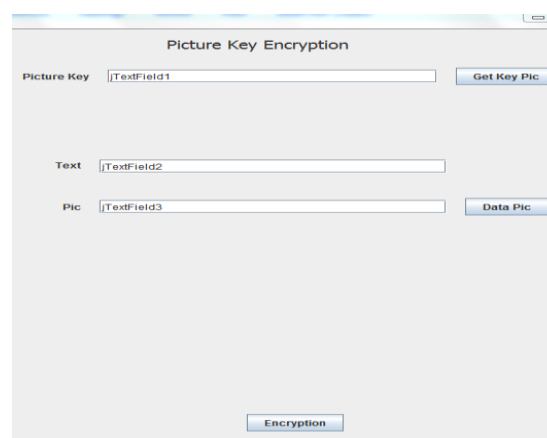 Picture Key Encryption
Picture Key jTextField1 Get Key Pic
Text jTextField2
Pic jTextField3 Data Pic
Encryption